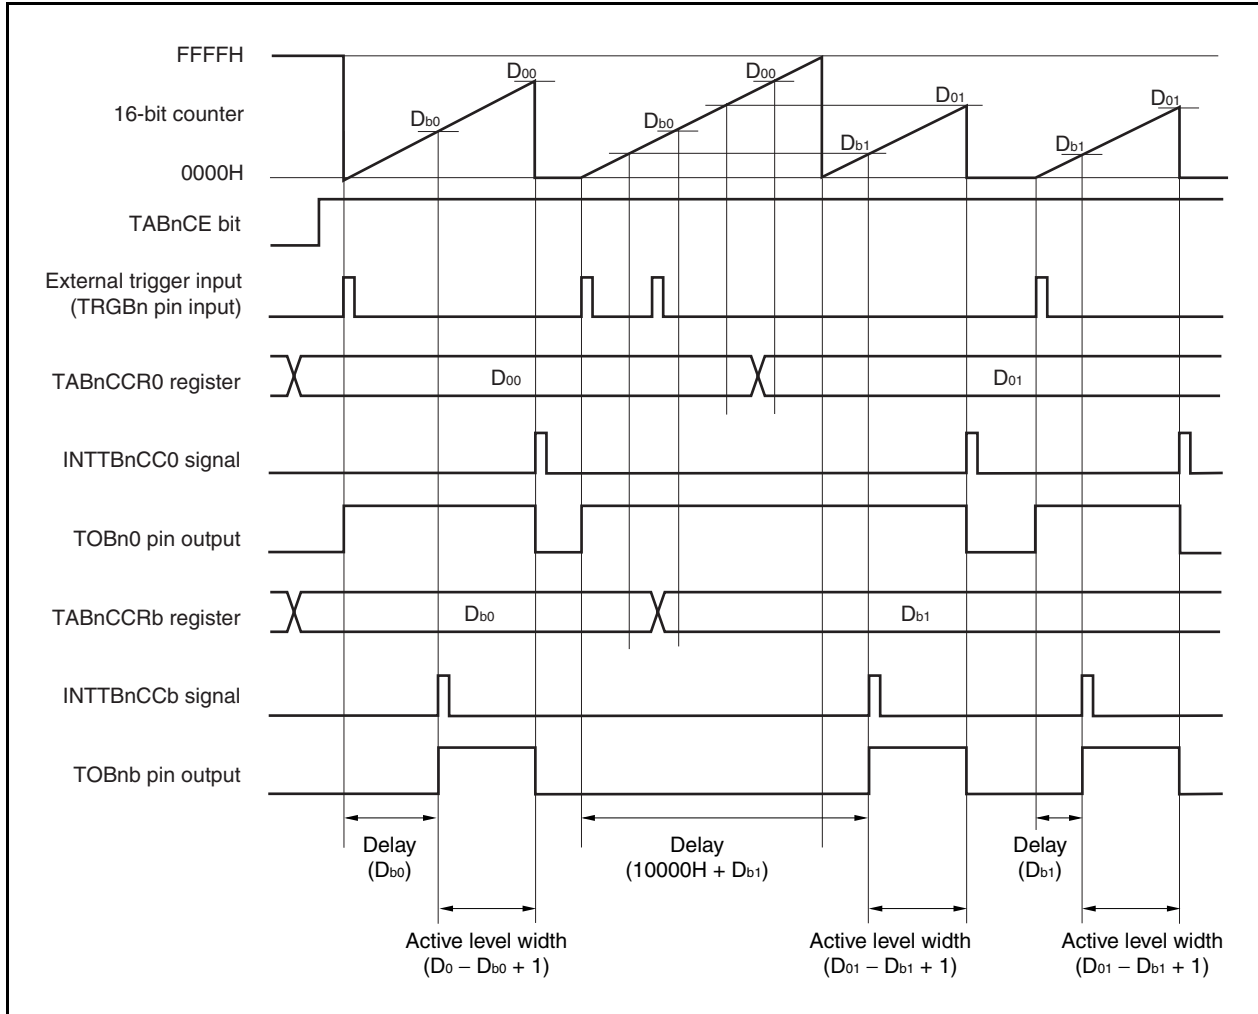 FFFFH
D00
D00
16-bit counter
Db0
Db0
D01
D01
Db1
Db1
0000H
TABnCE bit
External trigger input
(TRGBn pin input)
TABnCCR0 register
D00
D01
INTTBnCC0 signal
TOBn0 pin output
TABnCCRb register
Db0
Db1
INTTBnCCb signal
TOBnb pin output
Delay
(Db0)
Delay
(10000H + Db1)
Delay
(Db1)
Active level width
(D0 − Db0 + 1)
Active level width
(D01 − Db1 + 1)
Active level width
(D01 − Db1 + 1)